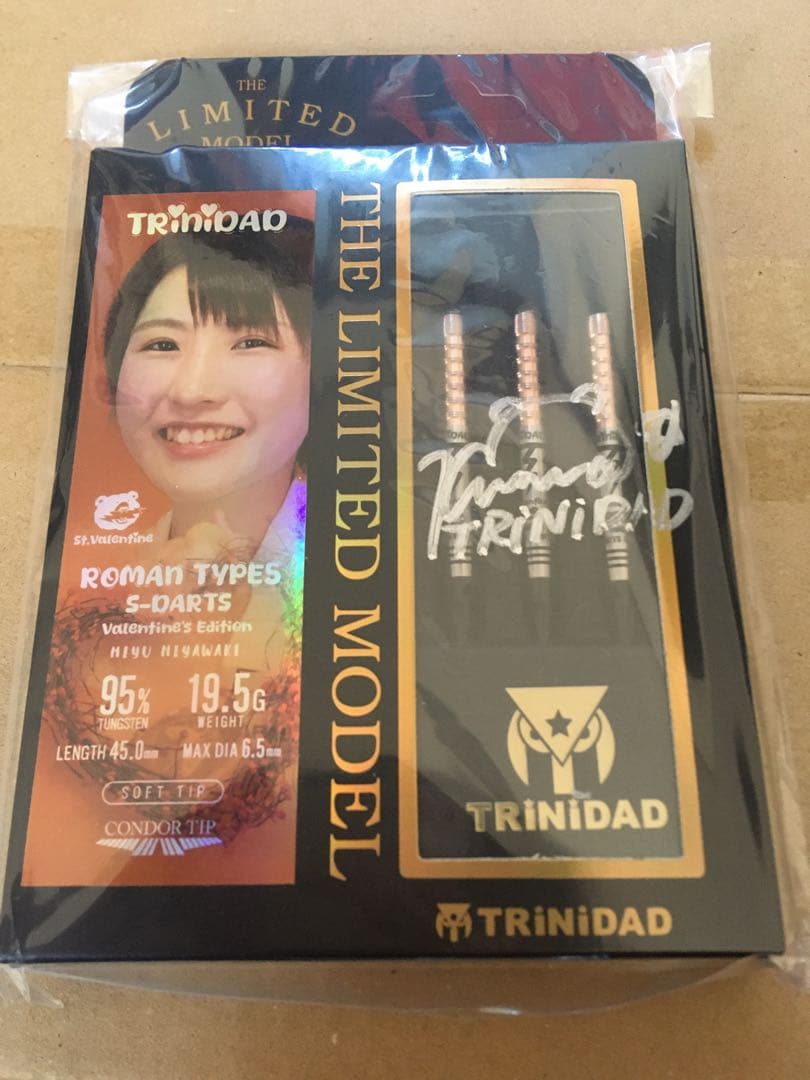 THE
LIMITED
MODEL
TRiNiDAD
St.Valentine
ROMAN TYPES
S-DARTS
Valentine's Edition
MIYU MIYAWAKI
95%
TUNGSTEN
19.5G
WEIGHT
LENGTH 45.0mm
MAX DIA 6.5mm
SOFT TIP
CONDOR TIP
THE LIMITED MODEL
TRiNiDAD
TRiNiDAD
TRiNiDAD